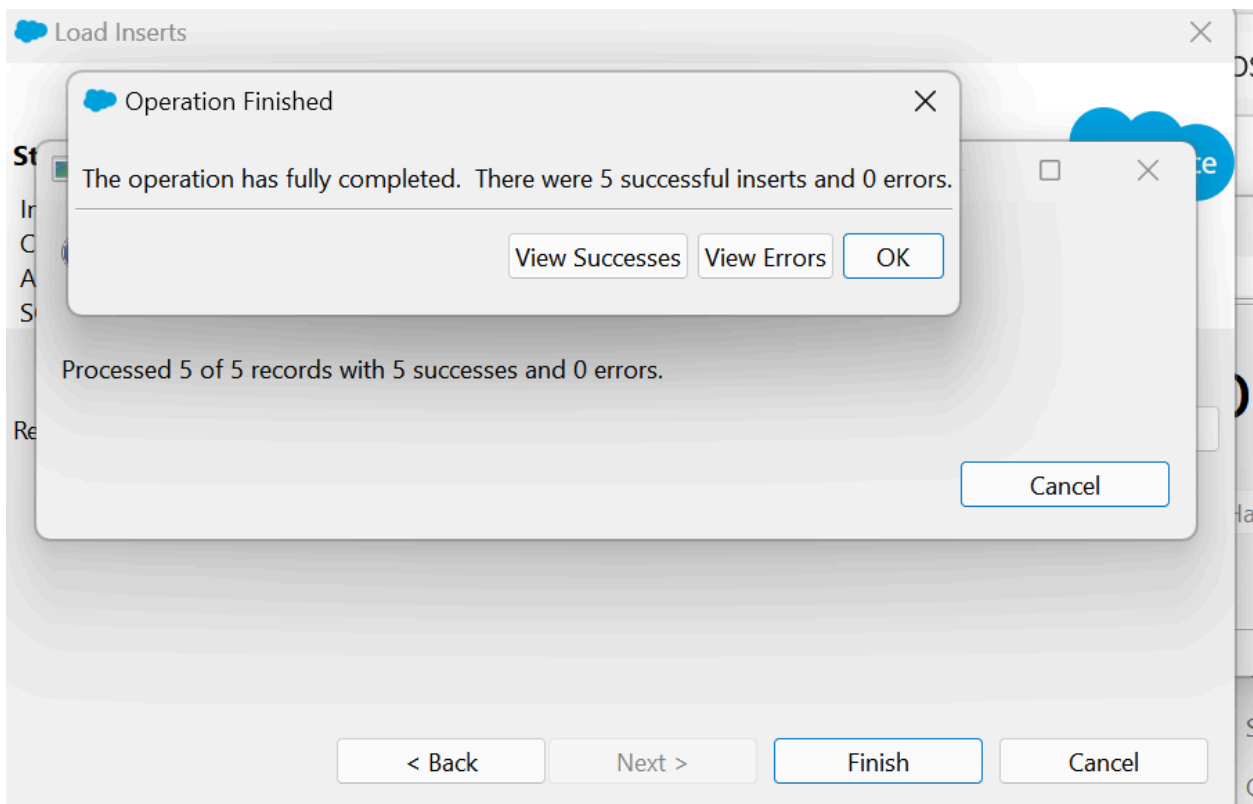 Load Inserts
Operation Finished
The operation has fully completed.  There were 5 successful inserts and 0 errors.
View Successes
View Errors
OK
Processed 5 of 5 records with 5 successes and 0 errors.
Cancel
< Back
Next >
Finish
Cancel